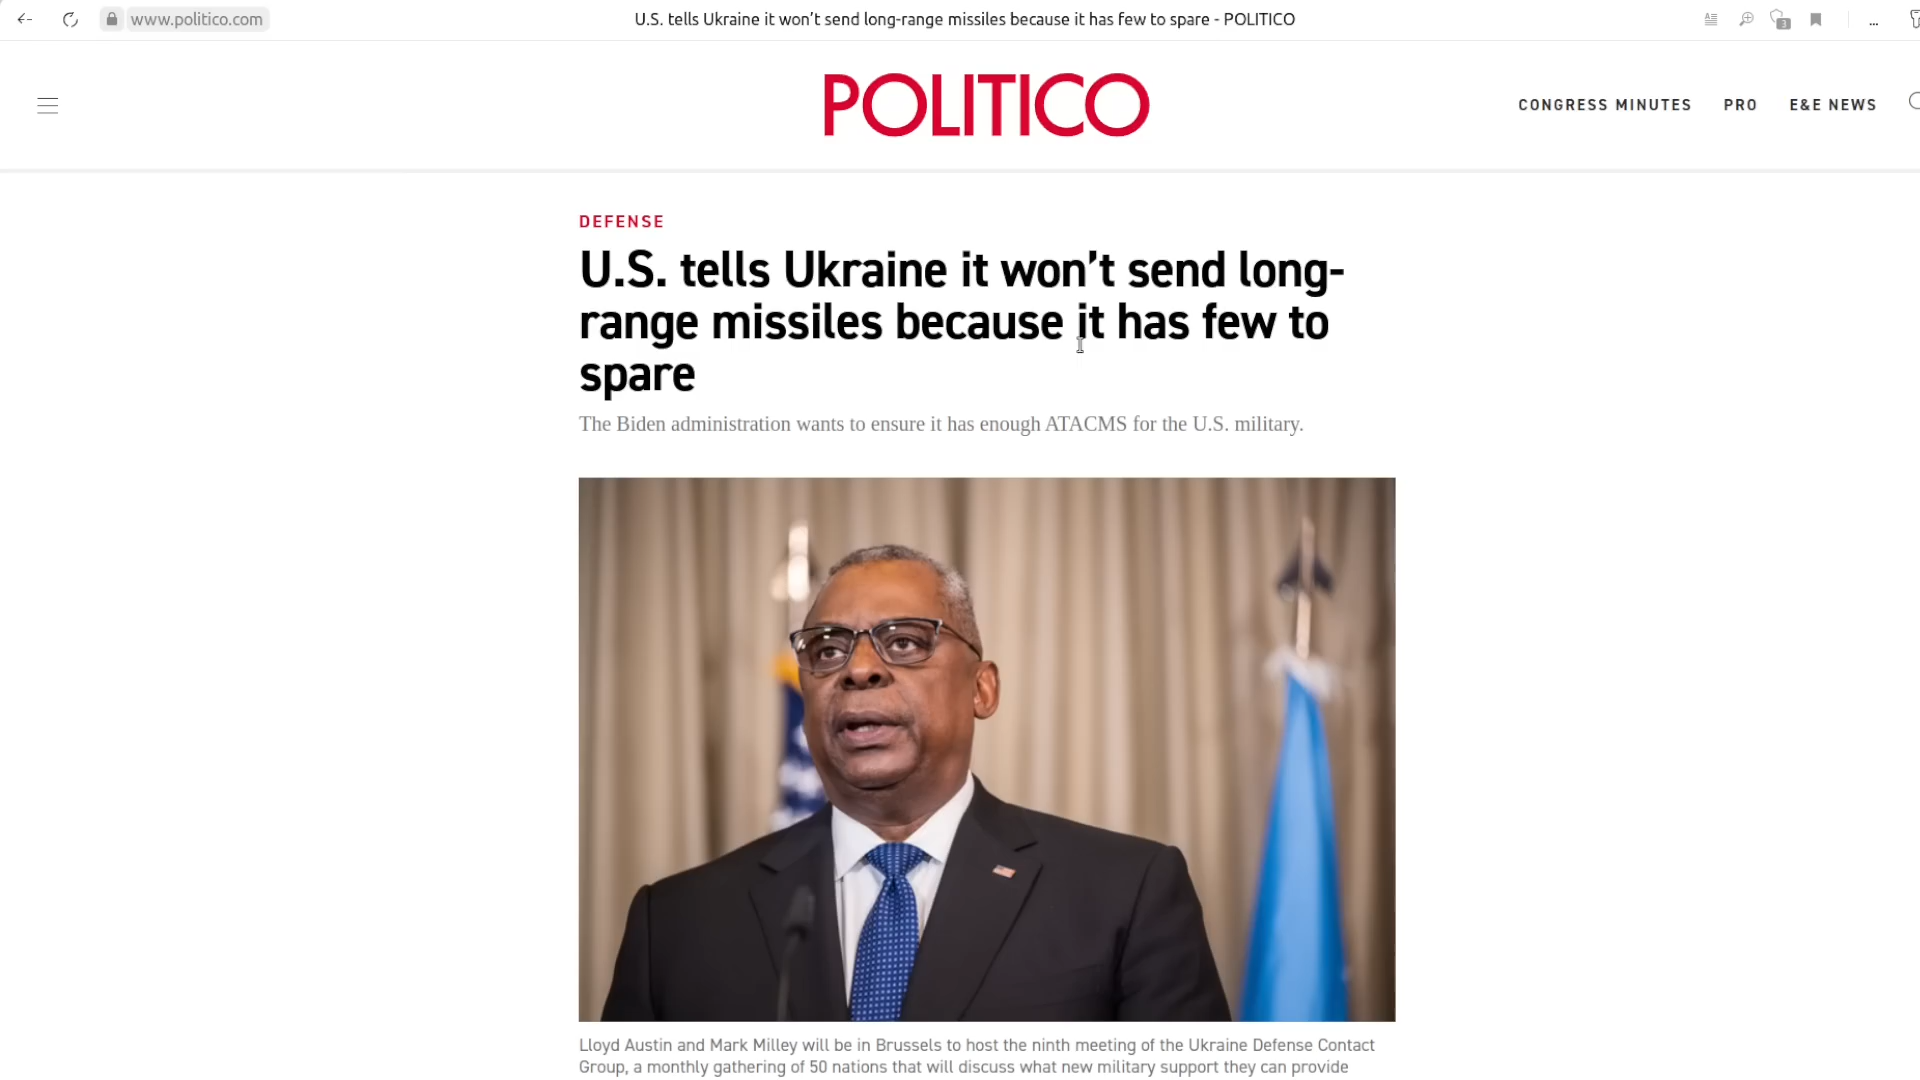 www.politico.com
U.S. tells Ukraine it won’t send long-range missiles because it has few to spare - POLITICO
3
...
POLITICO
CONGRESS MINUTES
PRO
E&E NEWS
DEFENSE
U.S. tells Ukraine it won’t send long-
range missiles because it has few to
spare
The Biden administration wants to ensure it has enough ATACMS for the U.S. military.
Lloyd Austin and Mark Milley will be in Brussels to host the ninth meeting of the Ukraine Defense Contact
Group, a monthly gathering of 50 nations that will discuss what new military support they can provide